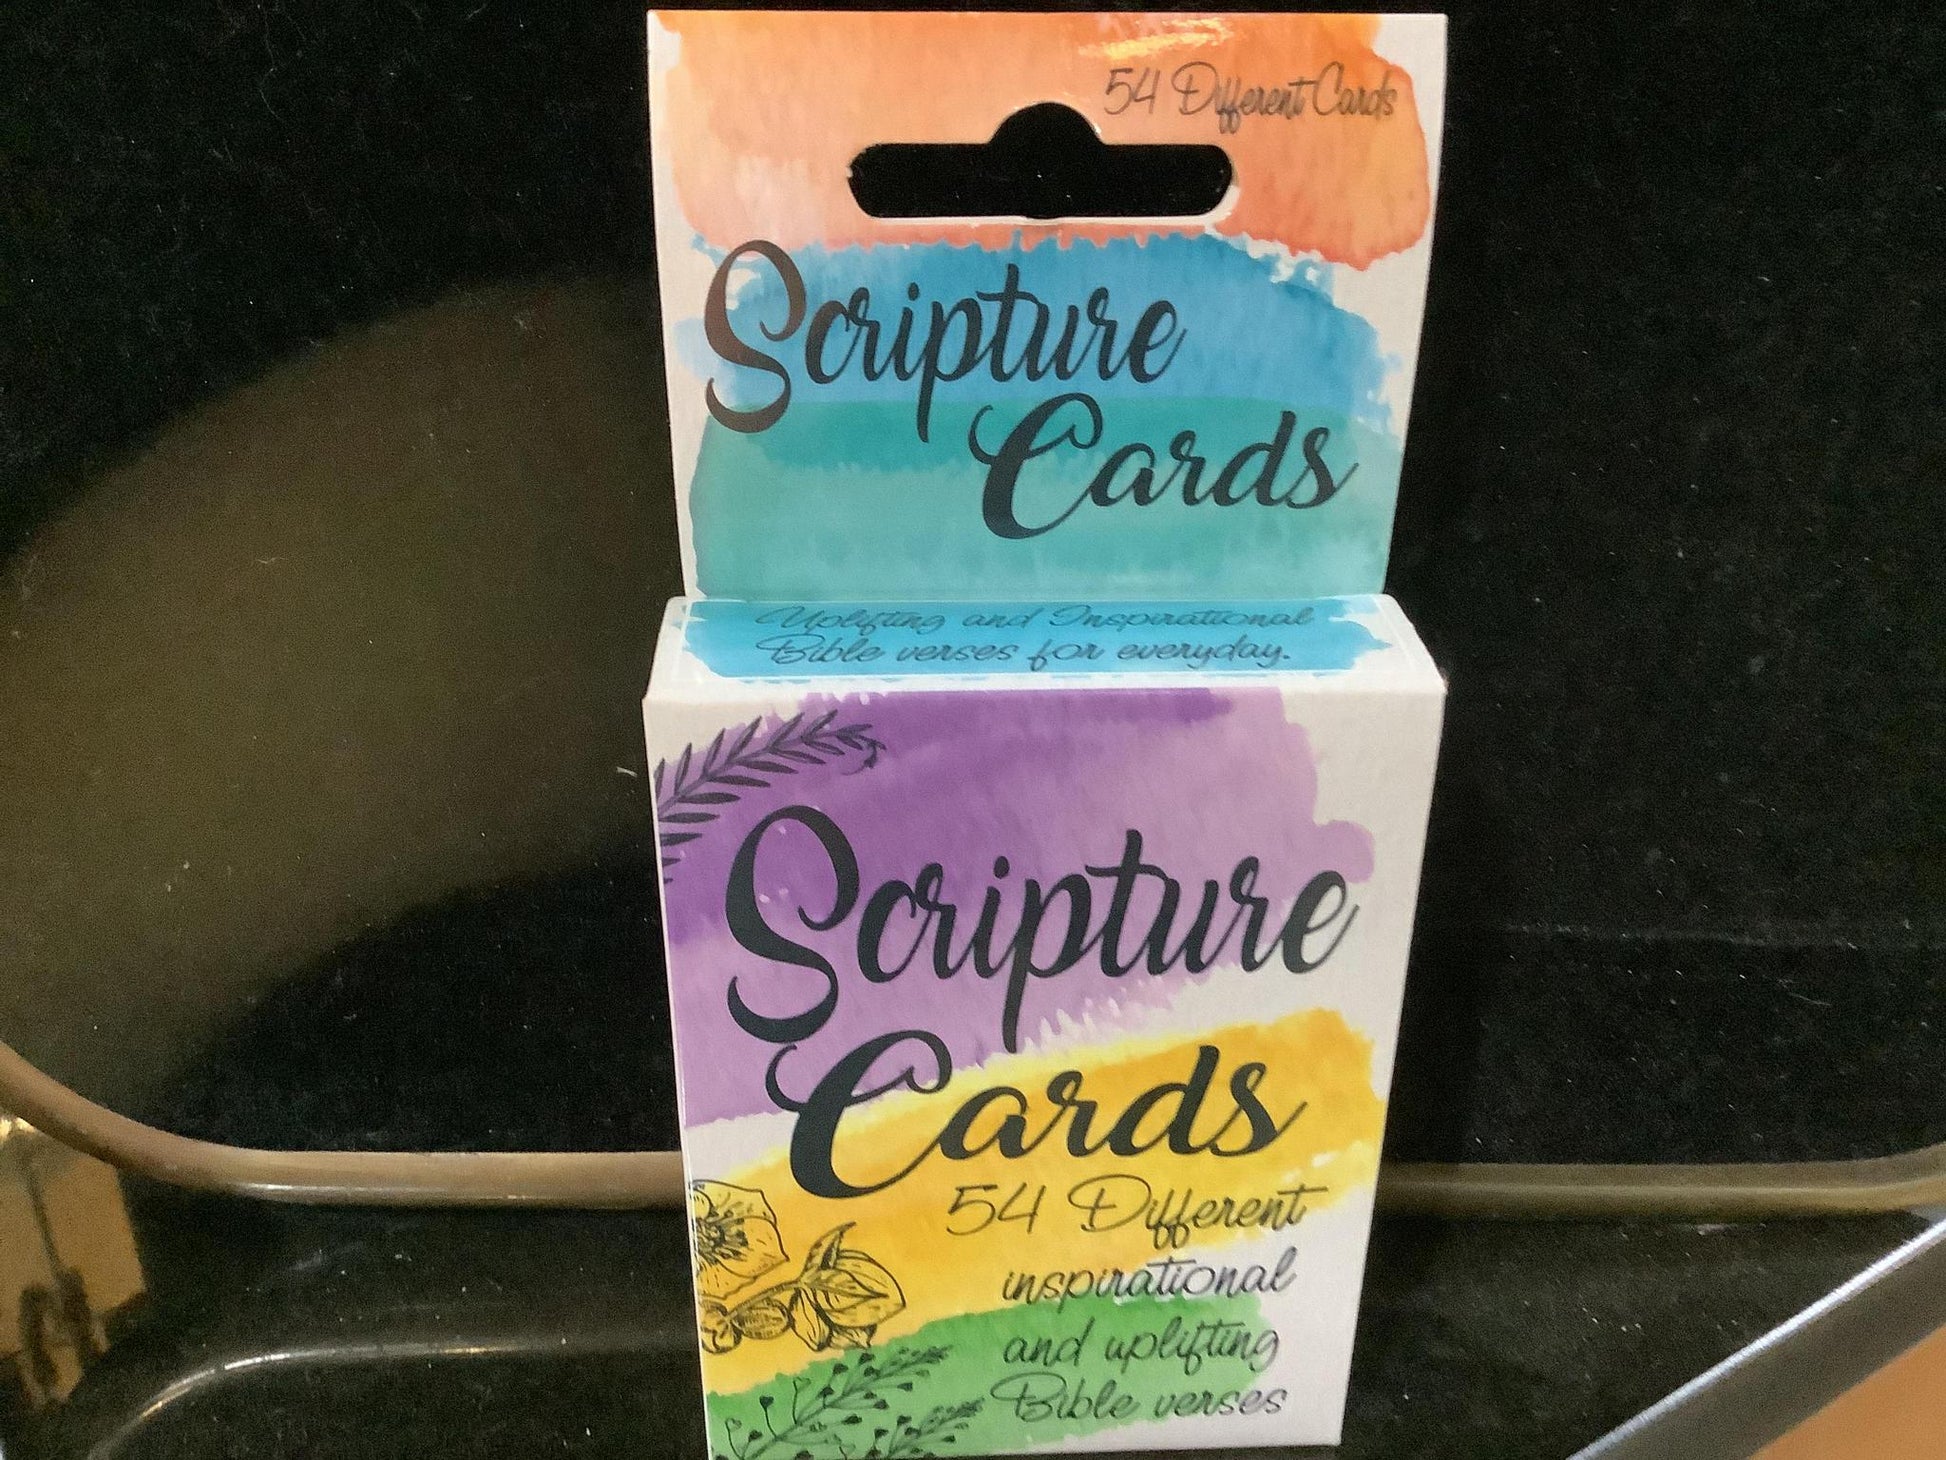 54 Different Cards
Scripture
Cards
Uplifting and Inspirational
Bible verses for everyday.
Scripture
Cards
54 Different
inspirational
and uplifting
Bible verses